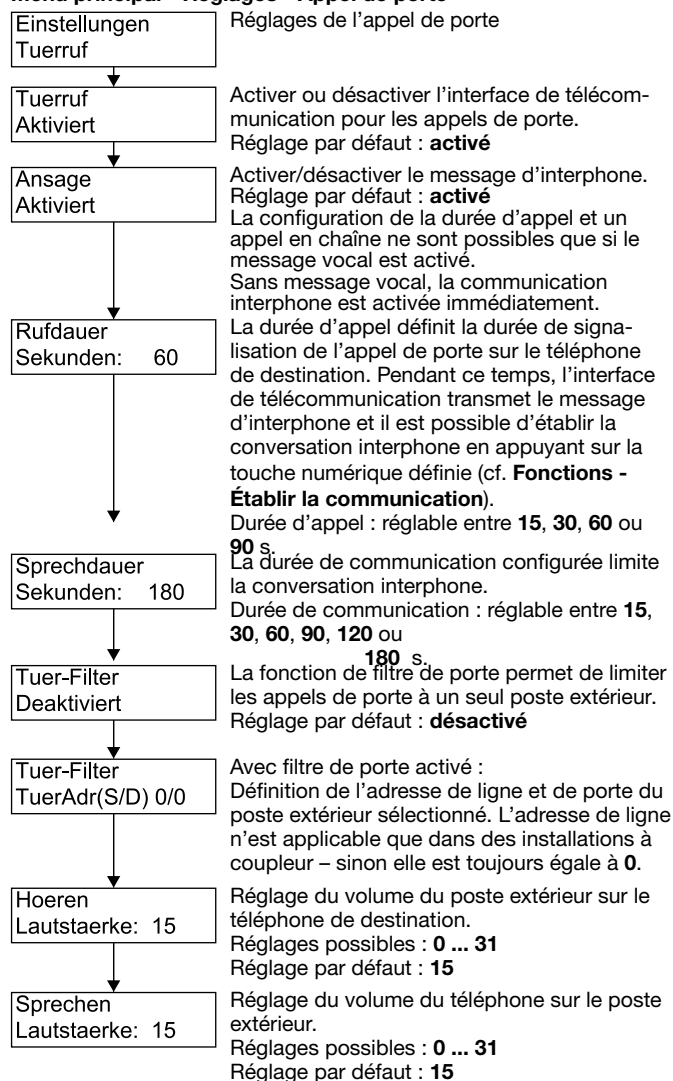 Einstellungen
Tuerruf
Réglages de l’appel de porte
Tuerruf
Aktiviert
Activer ou désactiver l’interface de télécom-
munication pour les appels de porte.
Réglage par défaut : activé
Ansage
Aktiviert
Activer/désactiver le message d’interphone.
Réglage par défaut : activé
La configuration de la durée d’appel et un
appel en chaîne ne sont possibles que si le
message vocal est activé.
Sans message vocal, la communication
interphone est activée immédiatement.
Rufdauer
Sekunden: 60
La durée d’appel définit la durée de signa-
lisation de l’appel de porte sur le téléphone
de destination. Pendant ce temps, l’interface
de télécommunication transmet le message
d’interphone et il est possible d’établir la
conversation interphone en appuyant sur la
touche numérique définie (cf. Fonctions -
Établir la communication).
Durée d’appel : réglable entre 15, 30, 60 ou
90 s.
Sprechdauer
Sekunden: 180
La durée de communication configurée limite
la conversation interphone.
Durée de communication : réglable entre 15,
30, 60, 90, 120 ou
180 s.
Tuer-Filter
Deaktiviert
La fonction de filtre de porte permet de limiter
les appels de porte à un seul poste extérieur.
Réglage par défaut : désactivé
Tuer-Filter
TuerAdr(S/D) 0/0
Avec filtre de porte activé :
Définition de l’adresse de ligne et de porte du
poste extérieur sélectionné. L’adresse de ligne
n’est applicable que dans des installations à
coupleur – sinon elle est toujours égale à 0.
Hoeren
Lautstaerke: 15
Réglage du volume du poste extérieur sur le
téléphone de destination.
Réglages possibles : 0 ... 31
Réglage par défaut : 15
Sprechen
Lautstaerke: 15
Réglage du volume du téléphone sur le poste
extérieur.
Réglages possibles : 0 ... 31
Réglage par défaut : 15